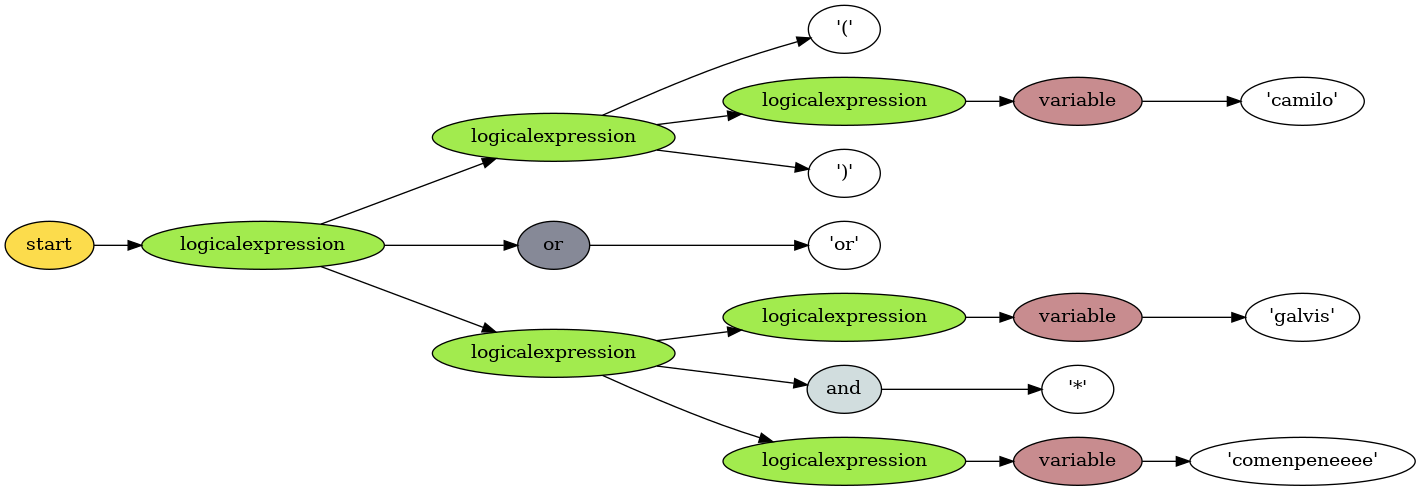 '('
logicalexpression variable 'camilo'
logicalexpression
')'
start logicalexpression or 'or'
logicalexpression variable 'galvis'
logicalexpression
and '*'
logicalexpression variable 'comenpeneeee'